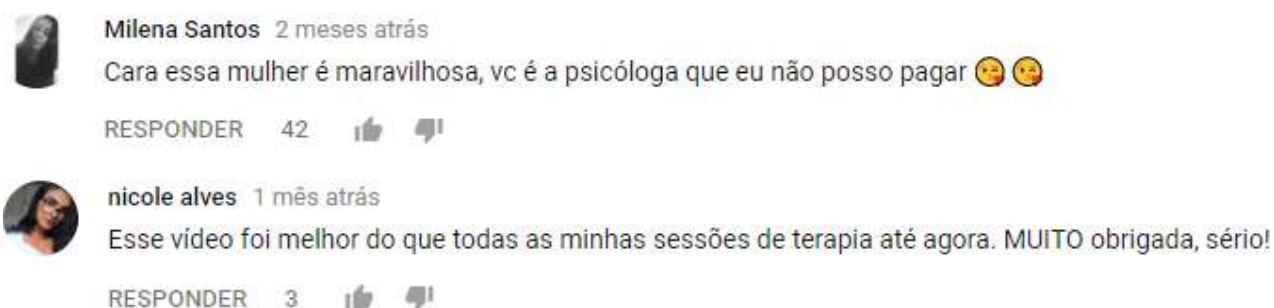 Milena Santos 2 meses atrás
Cara essa mulher é maravilhosa, vc é a psicóloga que eu não posso pagar 😘 😘
RESPONDER 42
nicole alves 1 mês atrás
Esse vídeo foi melhor do que todas as minhas sessões de terapia até agora. MUITO obrigada, sério!
RESPONDER 3